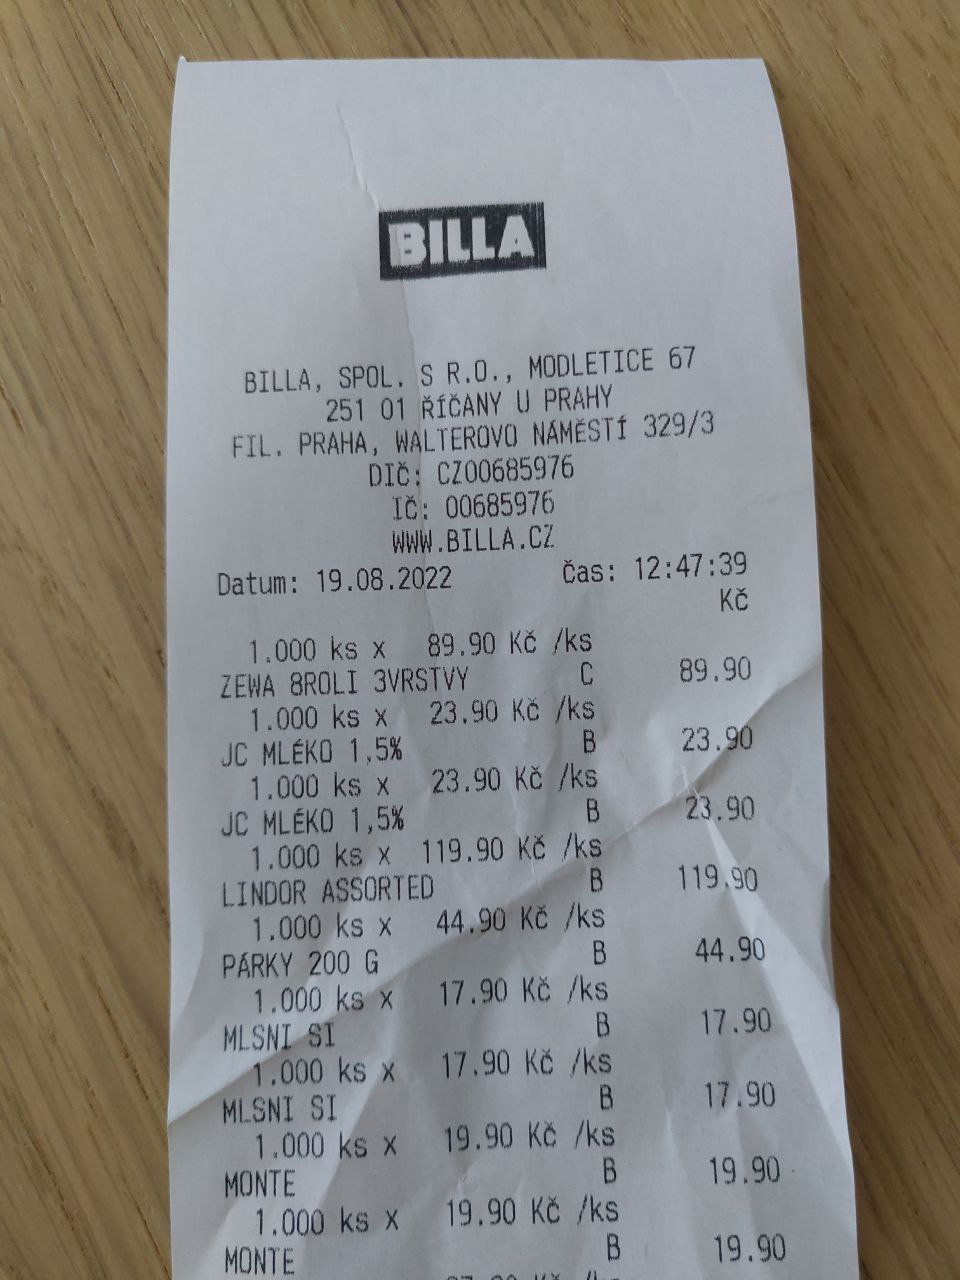 BILLA
BILLA, SPOL. S R.O., MODLETICE 67
251 01 ŘÍČANY U PRAHY
FIL. PRAHA, WALTEROVO NÁMĚSTÍ 329/3
DIČ: CZ00685976
IČ: 00685976
WWW.BILLA.CZ
Datum: 19.08.2022 Čas: 12:47:39
Kč
1.000 ks x 89.90 Kč /ks
ZEWA 8ROLI 3VRSTVY C 89.90
1.000 ks x 23.90 Kč /ks
JC MLÉKO 1,5% B 23.90
1.000 ks x 23.90 Kč /ks
JC MLÉKO 1,5% B 23.90
1.000 ks x 119.90 Kč /ks
LINDOR ASSORTED B 119.90
1.000 ks x 44.90 Kč /ks
PÁRKY 200 G B 44.90
1.000 ks x 17.90 Kč /ks
MLSNI SI B 17.90
1.000 ks x 17.90 Kč /ks
MLSNI SI B 17.90
1.000 ks x 19.90 Kč /ks
MONTE B 19.90
1.000 ks x 19.90 Kč /ks
MONTE B 19.90